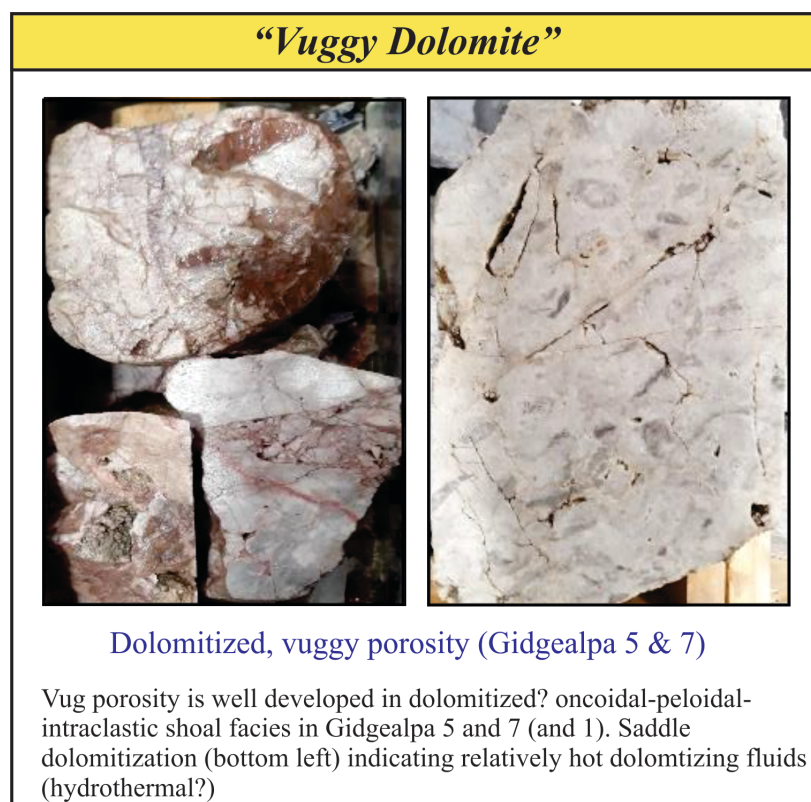 “Vuggy Dolomite”
Dolomitized, vuggy porosity (Gidgealpa 5 & 7)
Vug porosity is well developed in dolomitized? oncoidal-peloidal-
intraclastic shoal facies in Gidgealpa 5 and 7 (and 1). Saddle
dolomitization (bottom left) indicating relatively hot dolomtizing fluids
(hydrothermal?)